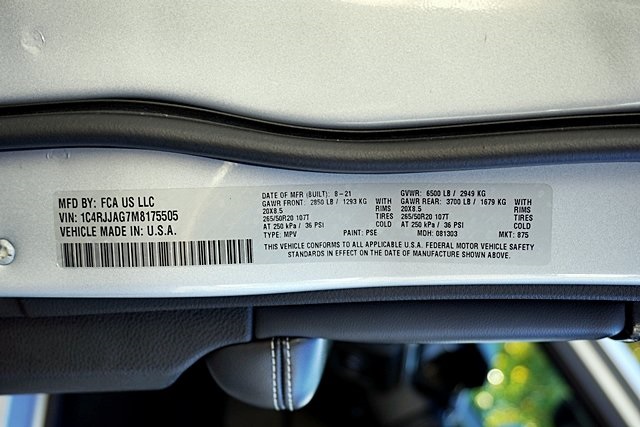 MFD BY: FCA US LLC
VIN: 1C4RJJAG7M8175505
VEHICLE MADE IN: U.S.A.
DATE OF MFR (BUILT): 8-21
GAWR FRONT: 2850 LB / 1293 KG WITH
20X8.5 RIMS
265/50R20 107T TIRES
AT 250 kPa / 36 PSI COLD
TYPE: MPV PAINT: PSE
GVWR: 6500 LB / 2949 KG
GAWR REAR: 3700 LB / 1679 KG WITH
20X8.5 RIMS
265/50R20 107T TIRES
AT 250 kPa / 36 PSI COLD
MDH: 081303 MKT: 875
THIS VEHICLE CONFORMS TO ALL APPLICABLE U.S.A. FEDERAL MOTOR VEHICLE SAFETY
STANDARDS IN EFFECT ON THE DATE OF MANUFACTURE SHOWN ABOVE.